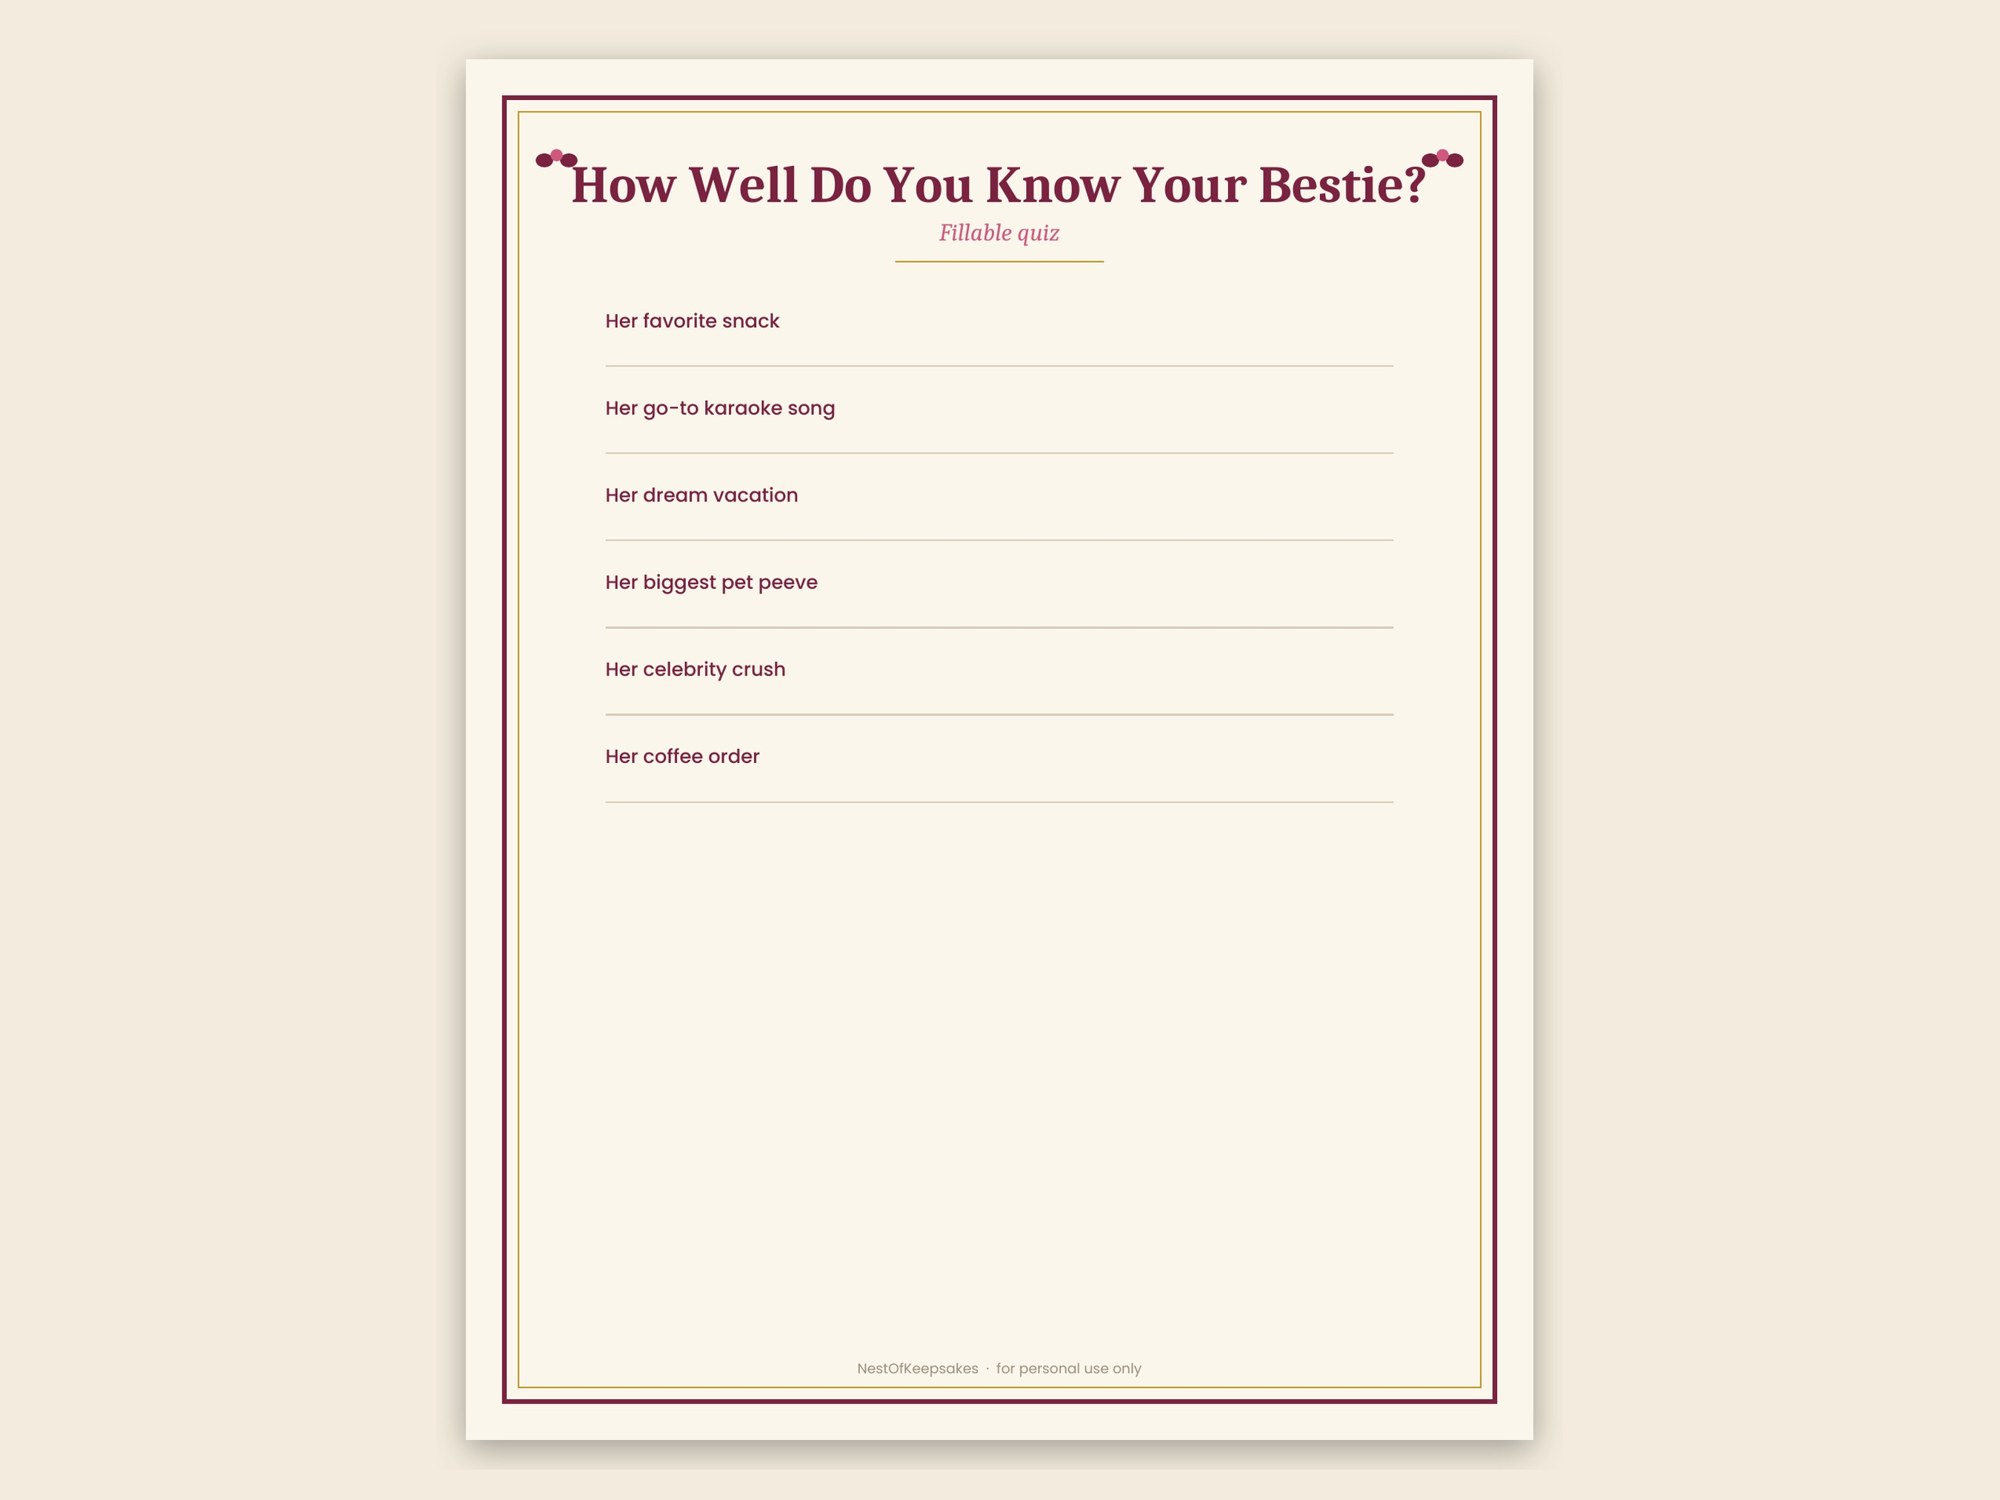 How Well Do You Know Your Bestie?
Fillable quiz
Her favorite snack
Her go-to karaoke song
Her dream vacation
Her biggest pet peeve
Her celebrity crush
Her coffee order
NestOfKeepsakes · for personal use only